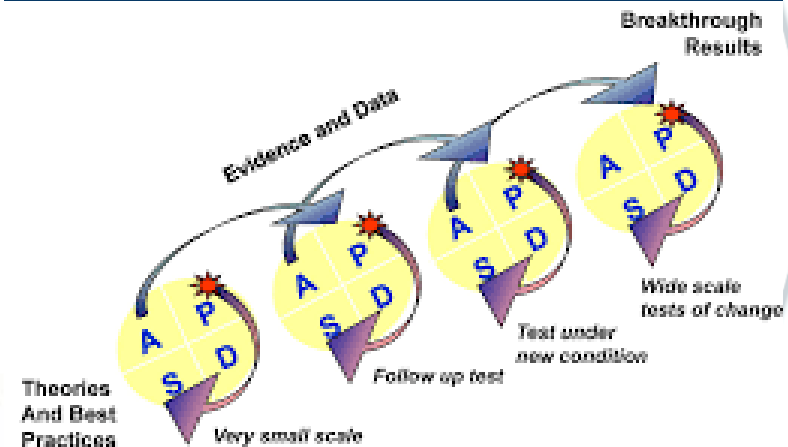 Breakthrough
Results
Evidence and Data
A P
S D
A P
S D
A P
S D
A P
S D
Wide scale
tests of change
Test under
new condition
Follow up test
Very small scale
Theories
And Best
Practices